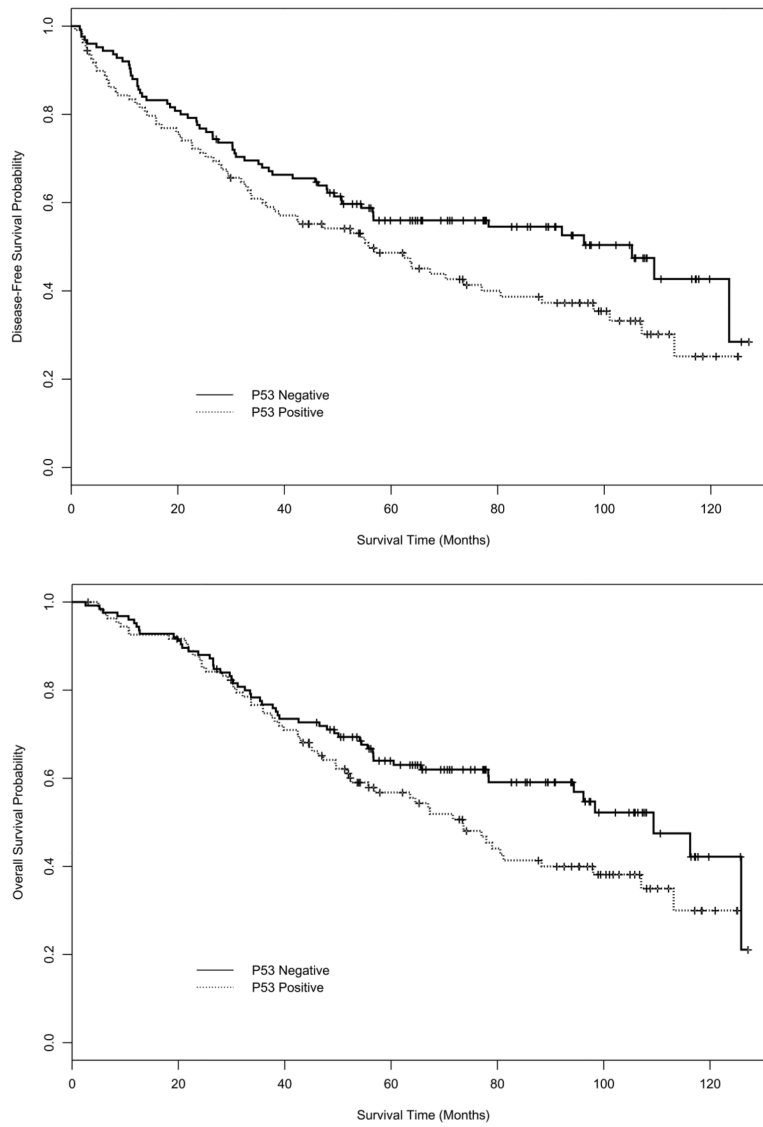 Disease-Free Survival Probability
1.0
0.8
0.6
0.4
0.2
0.0
P53 Negative
P53 Positive
0 20 40 60 80 100 120
Survival Time (Months)
Overall Survival Probability
1.0
0.8
0.6
0.4
0.2
0.0
P53 Negative
P53 Positive
0 20 40 60 80 100 120
Survival Time (Months)